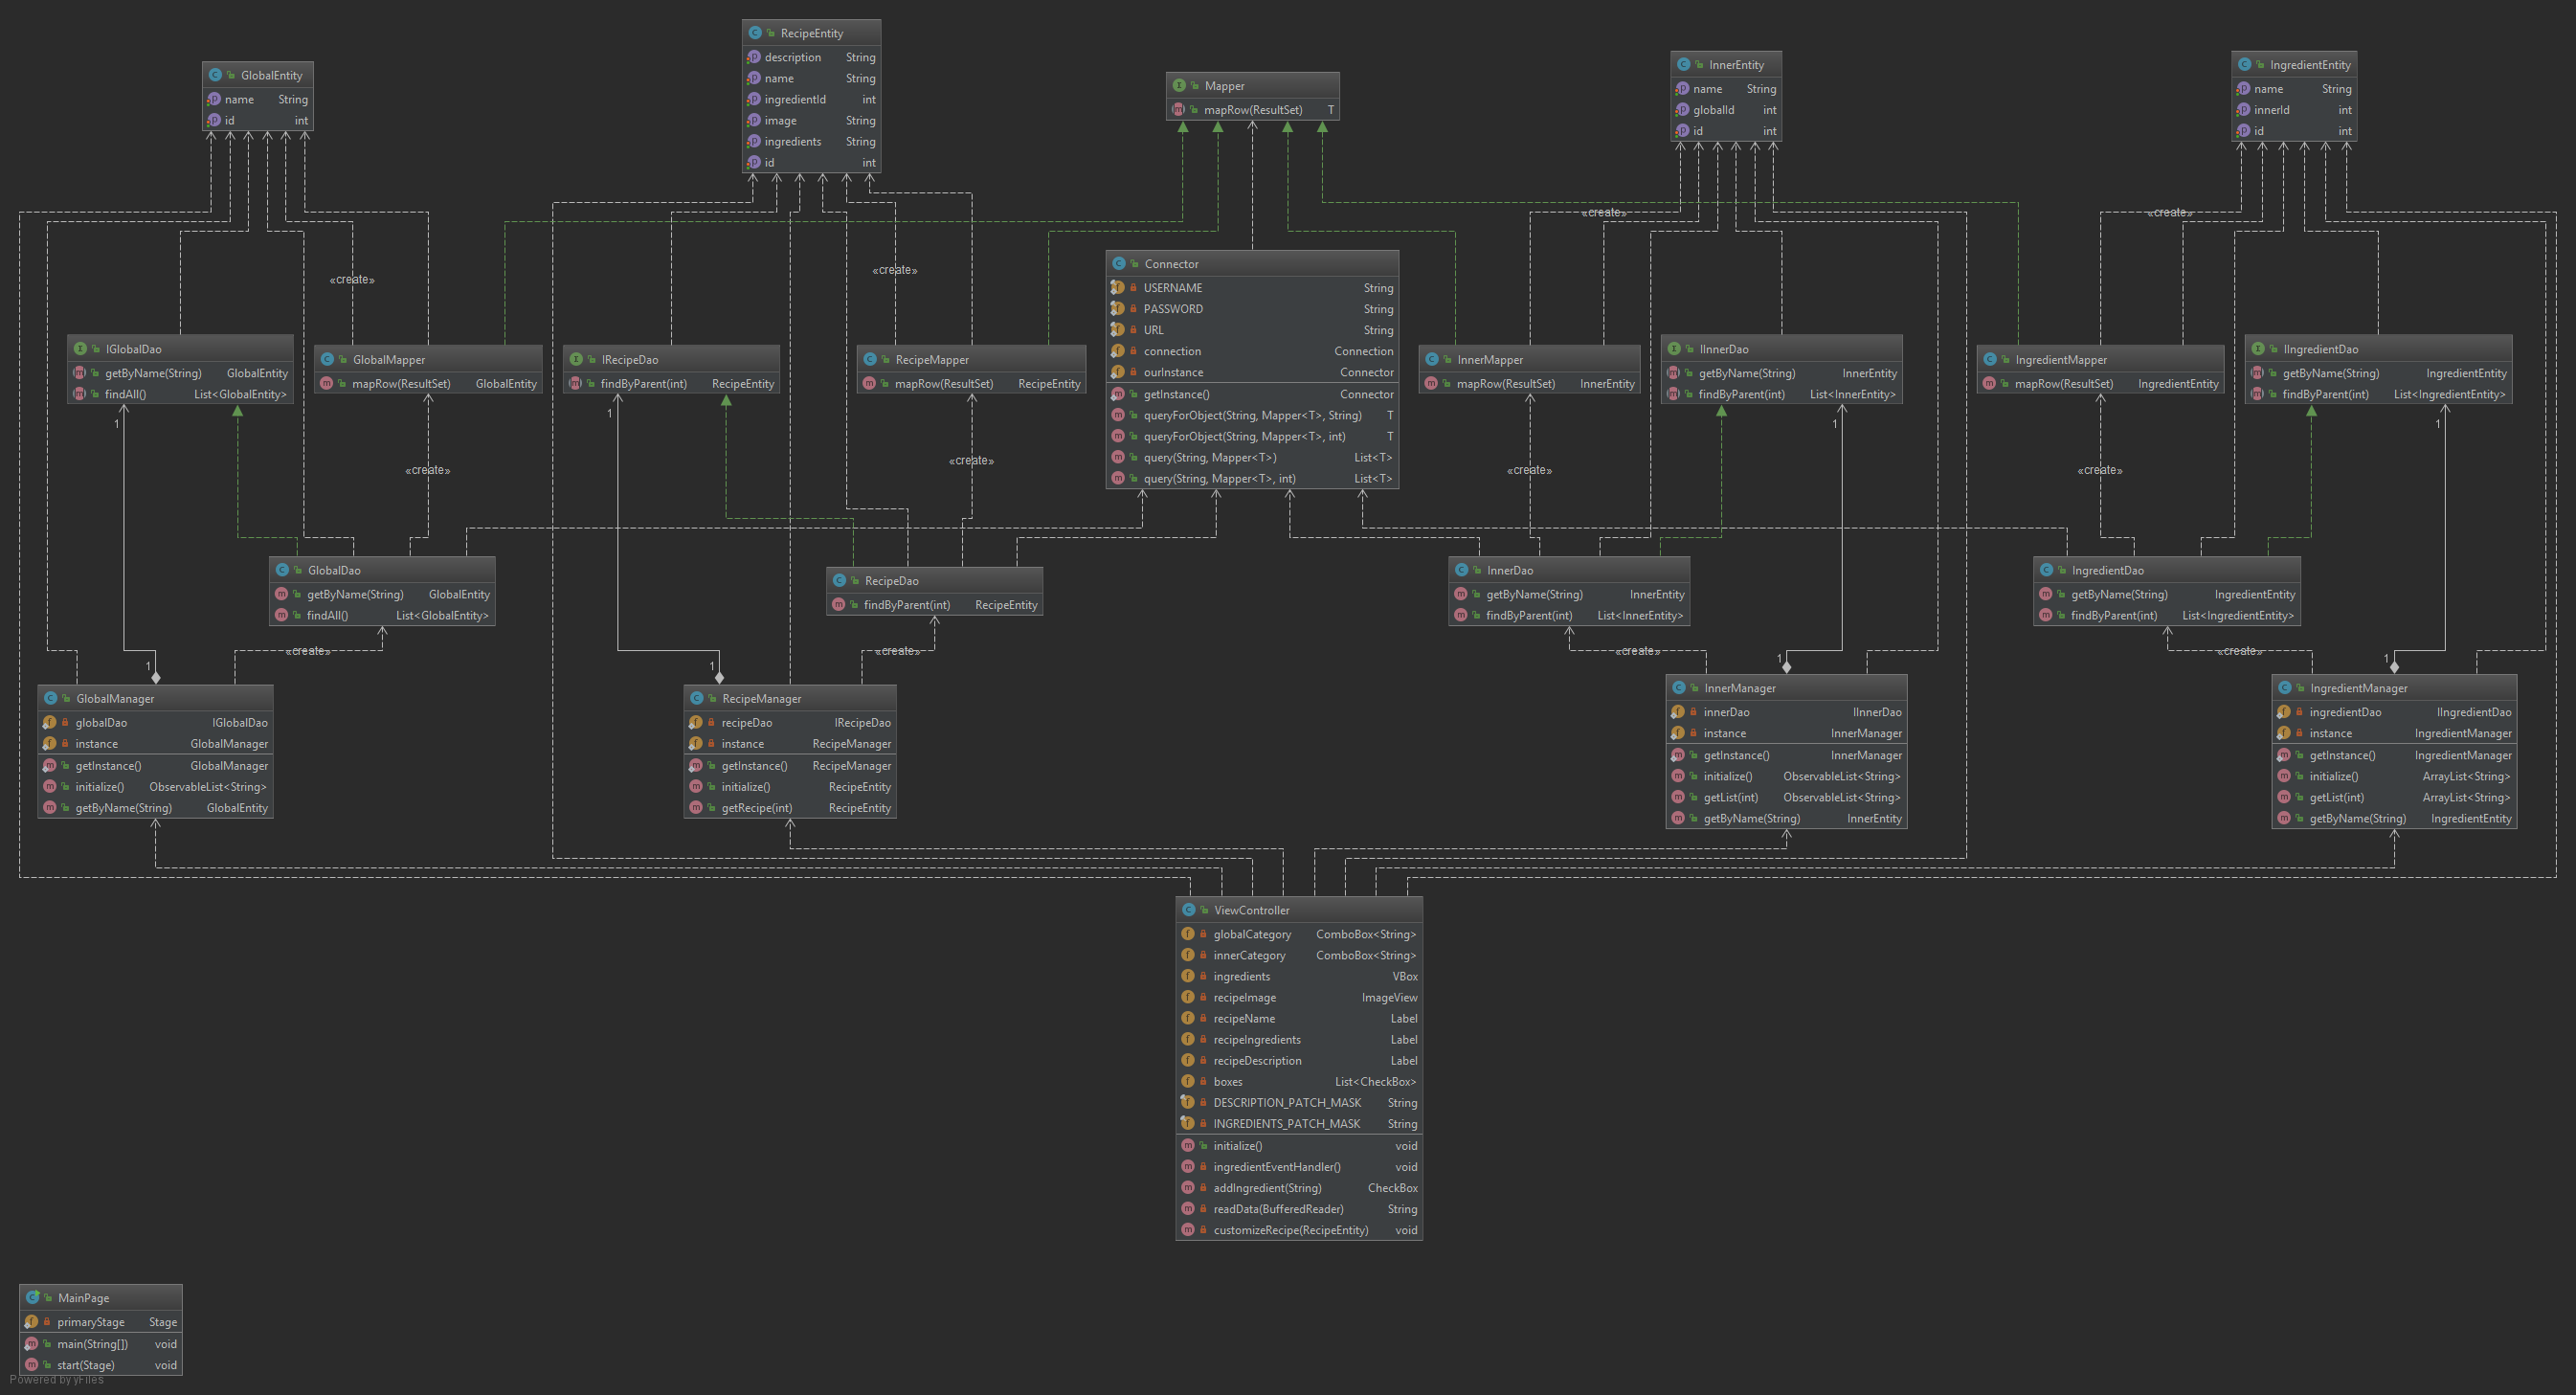 RecipeEntity
description String
name String
ingredientId int
image String
ingredients String
id int
GlobalEntity
name String
id int
Mapper
mapRow(ResultSet) T
InnerEntity
name String
globalId int
id int
IngredientEntity
name String
innerId int
id int
«create»
«create»
«create»
«create»
Connector
USERNAME String
PASSWORD String
URL String
connection Connection
ourInstance Connector
getInstance() Connector
queryForObject(String, Mapper<T>, String) T
queryForObject(String, Mapper<T>, int) T
query(String, Mapper<T>) List<T>
query(String, Mapper<T>, int) List<T>
IGlobalDao
getByName(String) GlobalEntity
findAll() List<GlobalEntity>
GlobalMapper
mapRow(ResultSet) GlobalEntity
IRecipeDao
findByParent(int) RecipeEntity
RecipeMapper
mapRow(ResultSet) RecipeEntity
InnerMapper
mapRow(ResultSet) InnerEntity
IInnerDao
getByName(String) InnerEntity
findByParent(int) List<InnerEntity>
IngredientMapper
mapRow(ResultSet) IngredientEntity
IIngredientDao
getByName(String) IngredientEntity
findByParent(int) List<IngredientEntity>
1
1
1
1
«create»
«create»
«create»
«create»
GlobalDao
getByName(String) GlobalEntity
findAll() List<GlobalEntity>
RecipeDao
findByParent(int) RecipeEntity
InnerDao
getByName(String) InnerEntity
findByParent(int) List<InnerEntity>
IngredientDao
getByName(String) IngredientEntity
findByParent(int) List<IngredientEntity>
«create»
«create»
«create»
«create»
1
1
1
1
GlobalManager
globalDao IGlobalDao
instance GlobalManager
getInstance() GlobalManager
initialize() ObservableList<String>
getByName(String) GlobalEntity
RecipeManager
recipeDao IRecipeDao
instance RecipeManager
getInstance() RecipeManager
initialize() RecipeEntity
getRecipe(int) RecipeEntity
InnerManager
innerDao IInnerDao
instance InnerManager
getInstance() InnerManager
initialize() ObservableList<String>
getList(int) ObservableList<String>
getByName(String) InnerEntity
IngredientManager
ingredientDao IIngredientDao
instance IngredientManager
getInstance() IngredientManager
initialize() ArrayList<String>
getList(int) ArrayList<String>
getByName(String) IngredientEntity
ViewController
globalCategory ComboBox<String>
innerCategory ComboBox<String>
ingredients VBox
recipeImage ImageView
recipeName Label
recipeIngredients Label
recipeDescription Label
boxes List<CheckBox>
DESCRIPTION_PATCH_MASK String
INGREDIENTS_PATCH_MASK String
initialize() void
ingredientEventHandler() void
addIngredient(String) CheckBox
readData(BufferedReader) String
customizeRecipe(RecipeEntity) void
MainPage
primaryStage Stage
main(String[]) void
start(Stage) void
Powered by yFiles